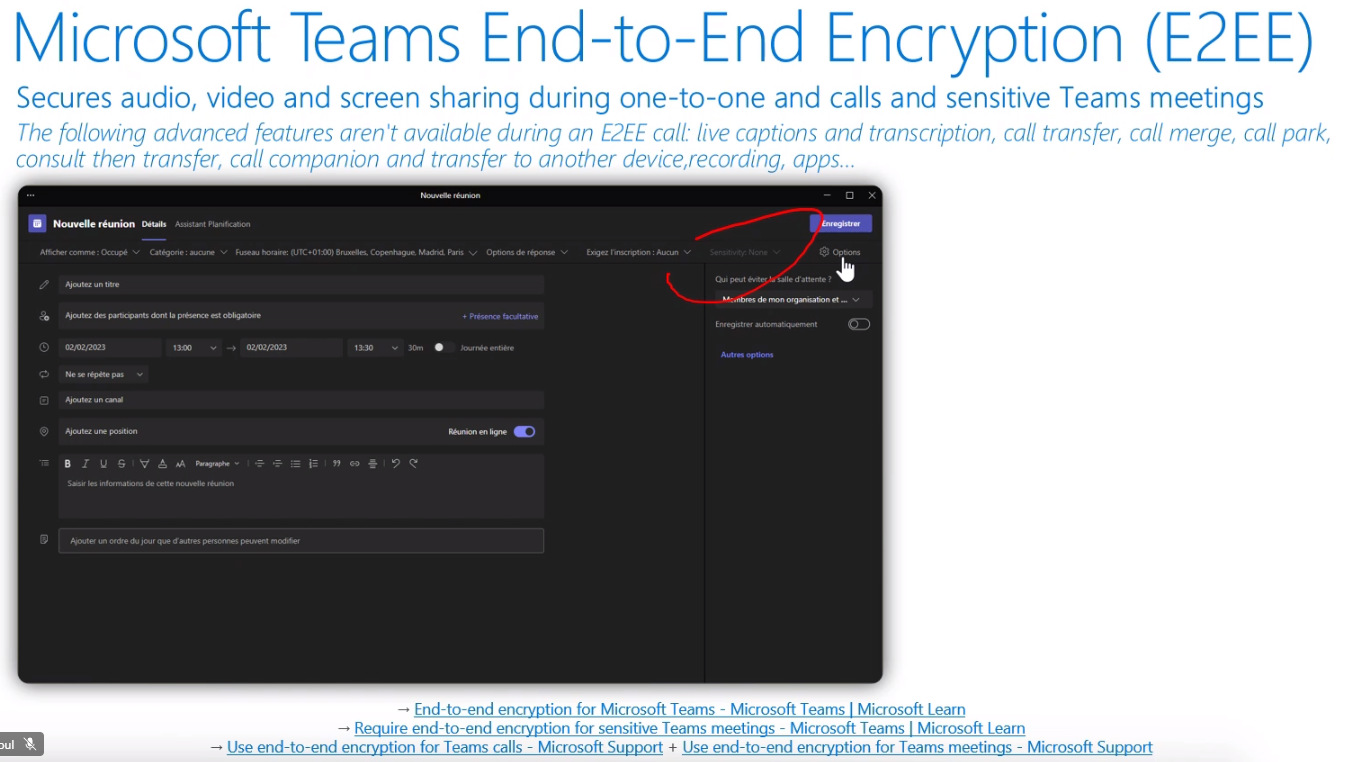 Microsoft Teams End-to-End Encryption (E2EE)
Secures audio, video and screen sharing during one-to-one and calls and sensitive Teams meetings
The following advanced features aren't available during an E2EE call: live captions and transcription, call transfer, call merge, call park,
consult then transfer, call companion and transfer to another device,recording, apps...
Nouvelle réunion
Nouvelle réunion Détails Assistant Planification
Enregistrer
Afficher comme : Occupé Catégorie : aucune Fuseau horaire: (UTC+01:00) Bruxelles, Copenhague, Madrid, Paris Options de réponse Exigez l'inscription : Aucun Sensitivity: None Options
Ajoutez un titre
Qui peut éviter la salle d'attente ?
Membres de mon organisation et ...
Ajoutez des participants dont la présence est obligatoire + Présence facultative
Enregistrer automatiquement
02/02/2023 13:00 → 02/02/2023 13:30 30m Journée entière
Autres options
Ne se répète pas
Ajoutez un canal
Ajoutez une position Réunion en ligne
B I U S A AA Paragraphe
Saisir les informations de cette nouvelle réunion
Ajouter un ordre du jour que d'autres personnes peuvent modifier
→ End-to-end encryption for Microsoft Teams - Microsoft Teams | Microsoft Learn
→ Require end-to-end encryption for sensitive Teams meetings - Microsoft Teams | Microsoft Learn
→ Use end-to-end encryption for Teams calls - Microsoft Support + Use end-to-end encryption for Teams meetings - Microsoft Support
oul